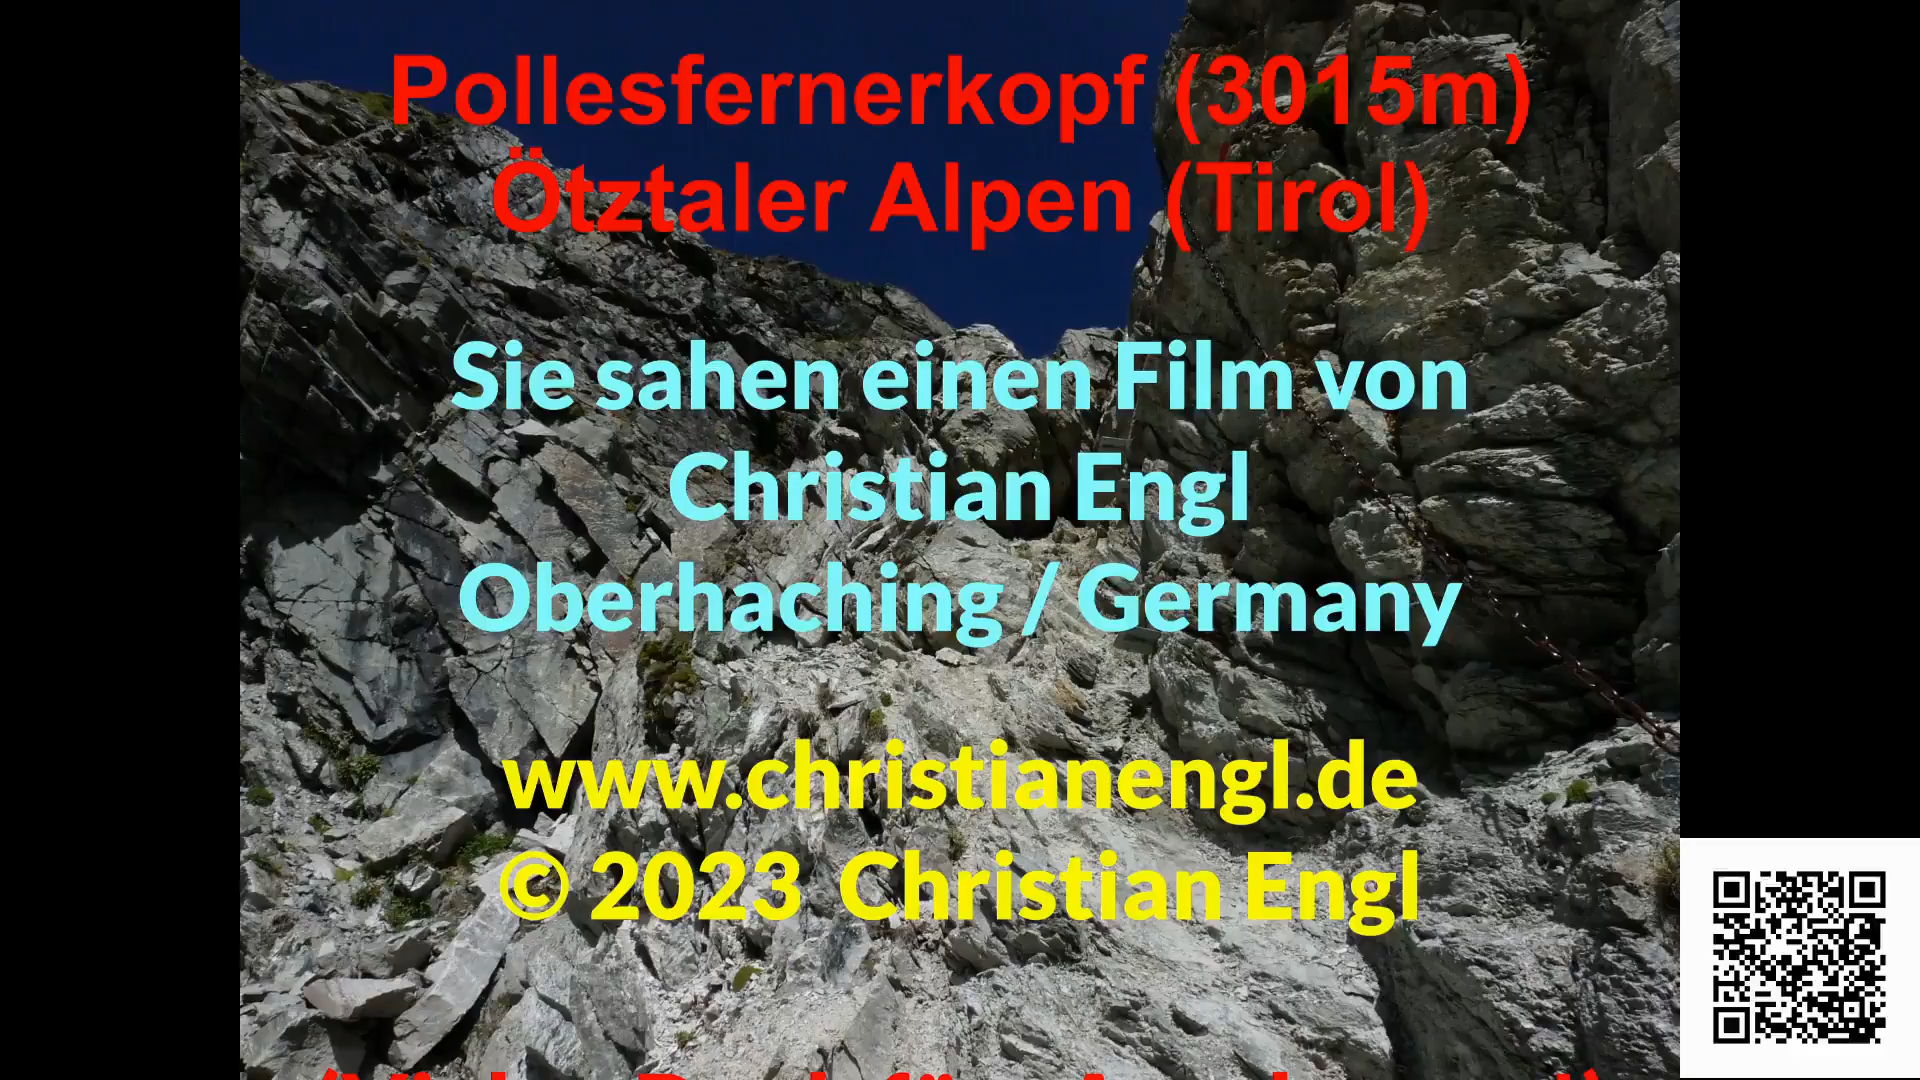 Pollesfernerkopf (3015m)
Ötztaler Alpen (Tirol)
Sie sahen einen Film von
Christian Engl
Oberhaching / Germany
www.christianengl.de
© 2023 Christian Engl